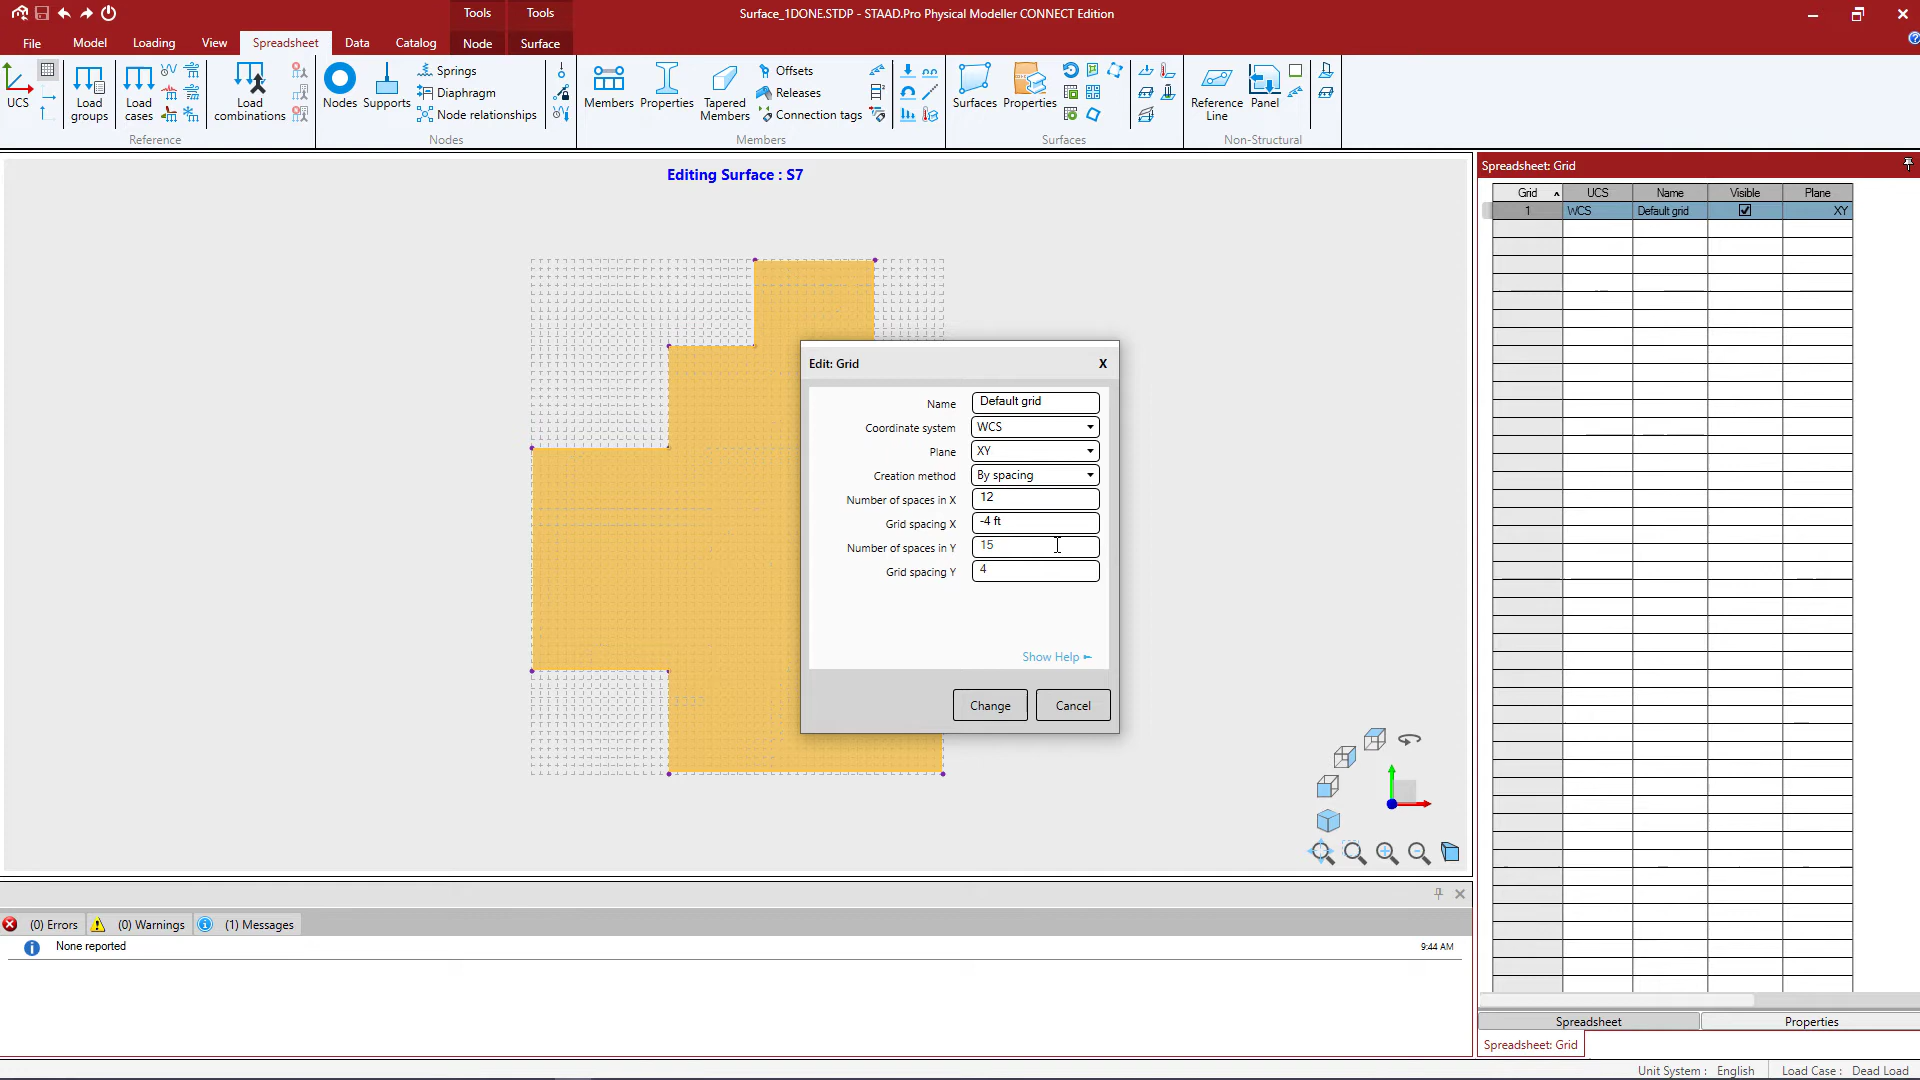 Tools
Tools
Surface_1DONE.STDP - STAAD.Pro Physical Modeller CONNECT Edition
File
Model
Loading
View
Spreadsheet
Data
Catalog
Node
Surface
UCS
Load groups
Load cases
Load combinations
Reference
Nodes
Supports
Springs
Diaphragm
Node relationships
Nodes
Members
Properties
Tapered Members
Offsets
Releases
Connection tags
Members
Surfaces
Properties
Surfaces
Reference Line
Panel
Non-Structural
Editing Surface : S7
Spreadsheet: Grid
Grid UCS Name Visible Plane
1 WCS Default grid XY
Edit: Grid X
Name Default grid
Coordinate system WCS
Plane XY
Creation method By spacing
Number of spaces in X 12
Grid spacing X -4 ft
Number of spaces in Y 15
Grid spacing Y 4
Show Help
Change Cancel
(0) Errors (0) Warnings (1) Messages
None reported 9:44 AM
Spreadsheet Properties
Spreadsheet: Grid
Unit System : English Load Case : Dead Load